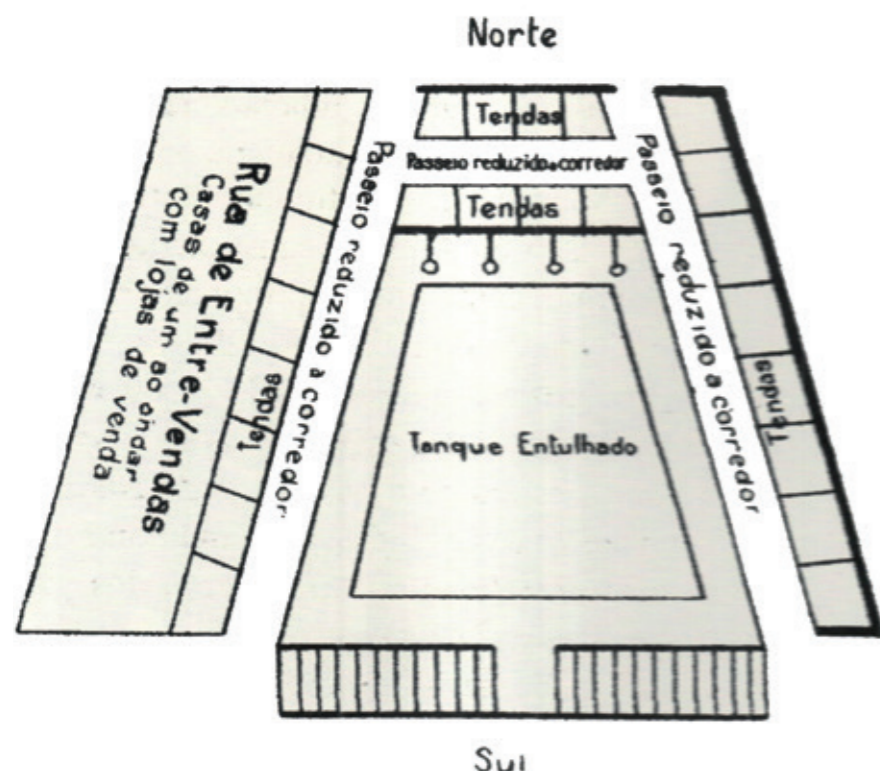 Norte
Tendas
Passeio reduzido a corredor
Tendas
Rua de Entre-Vendas
Casas de um só andar
com lojas de venda
Tendas
Passeio reduzido a corredor
Passeio reduzido a corredor
Tendas
Tanque Entulhado
Sul